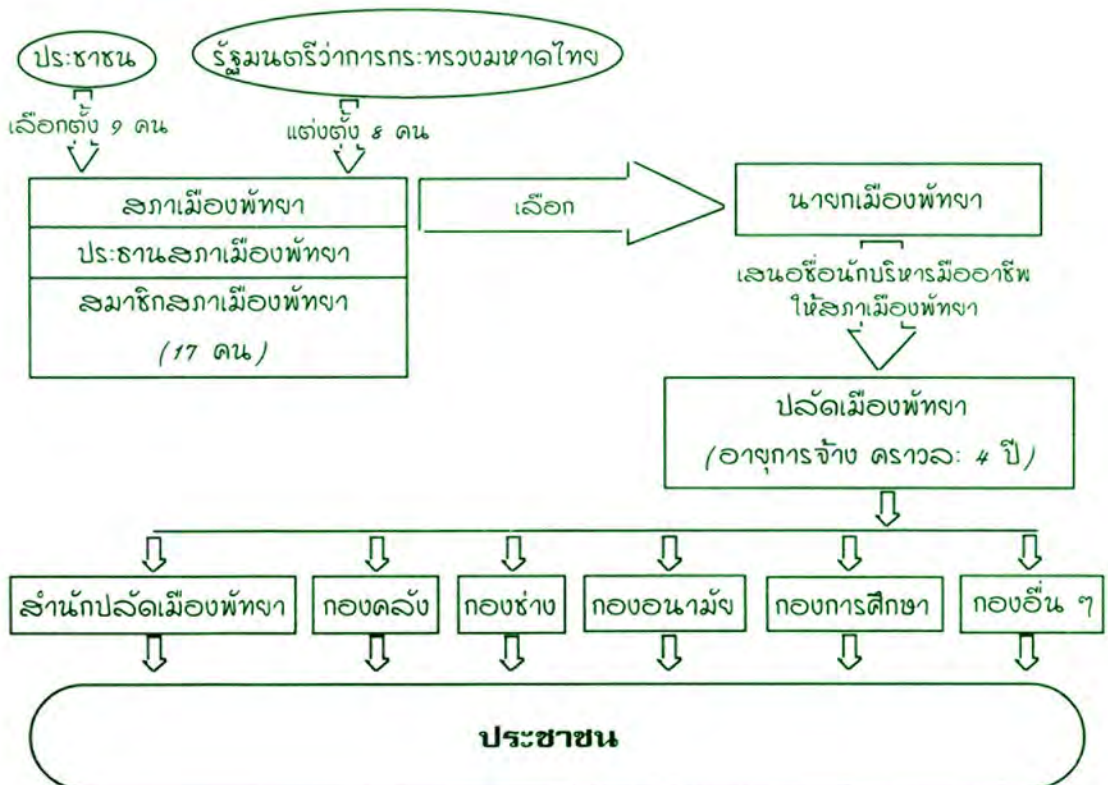 ประชาชน
รัฐมนตรีว่าการกระทรวงมหาดไทย
เลือกตั้ง 9 คน
แต่งตั้ง 8 คน
สภาเมืองพัทยา
ประธานสภาเมืองพัทยา
สมาชิกสภาเมืองพัทยา
(17 คน)
เลือก
นายกเมืองพัทยา
เสนอชื่อนักบริหารมืออาชีพ
ให้สภาเมืองพัทยา
ปลัดเมืองพัทยา
(อายุการจ้าง คราวละ 4 ปี)
สำนักปลัดเมืองพัทยา
กองคลัง
กองช่าง
กองอนามัย
กองการศึกษา
กองอื่น ๆ
ประชาชน